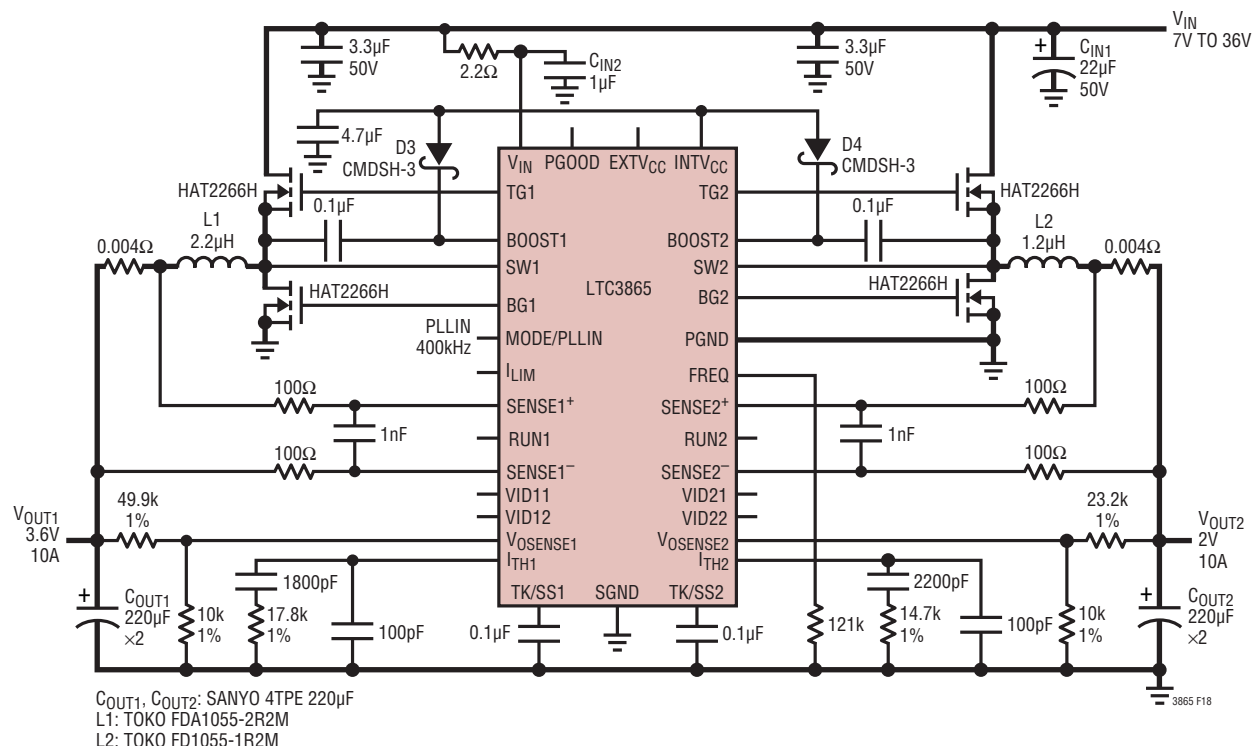 VIN
7V TO 36V
3.3µF
50V
2.2Ω
CIN2
1µF
3.3µF
50V
+
CIN1
22µF
50V
4.7µF
D3
CMDSH-3
D4
CMDSH-3
VIN
PGOOD
EXTVCC
INTVCC
HAT2266H
TG1
TG2
HAT2266H
0.1µF
0.1µF
L1
2.2µH
L2
1.2µH
0.004Ω
0.004Ω
BOOST1
BOOST2
SW1
SW2
LTC3865
HAT2266H
HAT2266H
BG1
BG2
PLLIN
400kHz
MODE/PLLIN
PGND
ILIM
FREQ
100Ω
100Ω
SENSE1+
SENSE2+
1nF
1nF
RUN1
RUN2
100Ω
100Ω
SENSE1–
SENSE2–
VID11
VID21
VID12
VID22
49.9k
1%
23.2k
1%
VOUT1
3.6V
10A
VOUT2
2V
10A
VOSENSE1
VOSENSE2
ITH1
ITH2
1800pF
2200pF
TK/SS1
SGND
TK/SS2
+
COUT1
220µF
×2
10k
1%
17.8k
1%
100pF
0.1µF
0.1µF
121k
14.7k
1%
100pF
10k
1%
+
COUT2
220µF
×2
COUT1, COUT2: SANYO 4TPE 220µF
L1: TOKO FDA1055-2R2M
L2: TOKO FD1055-1R2M
3865 F18